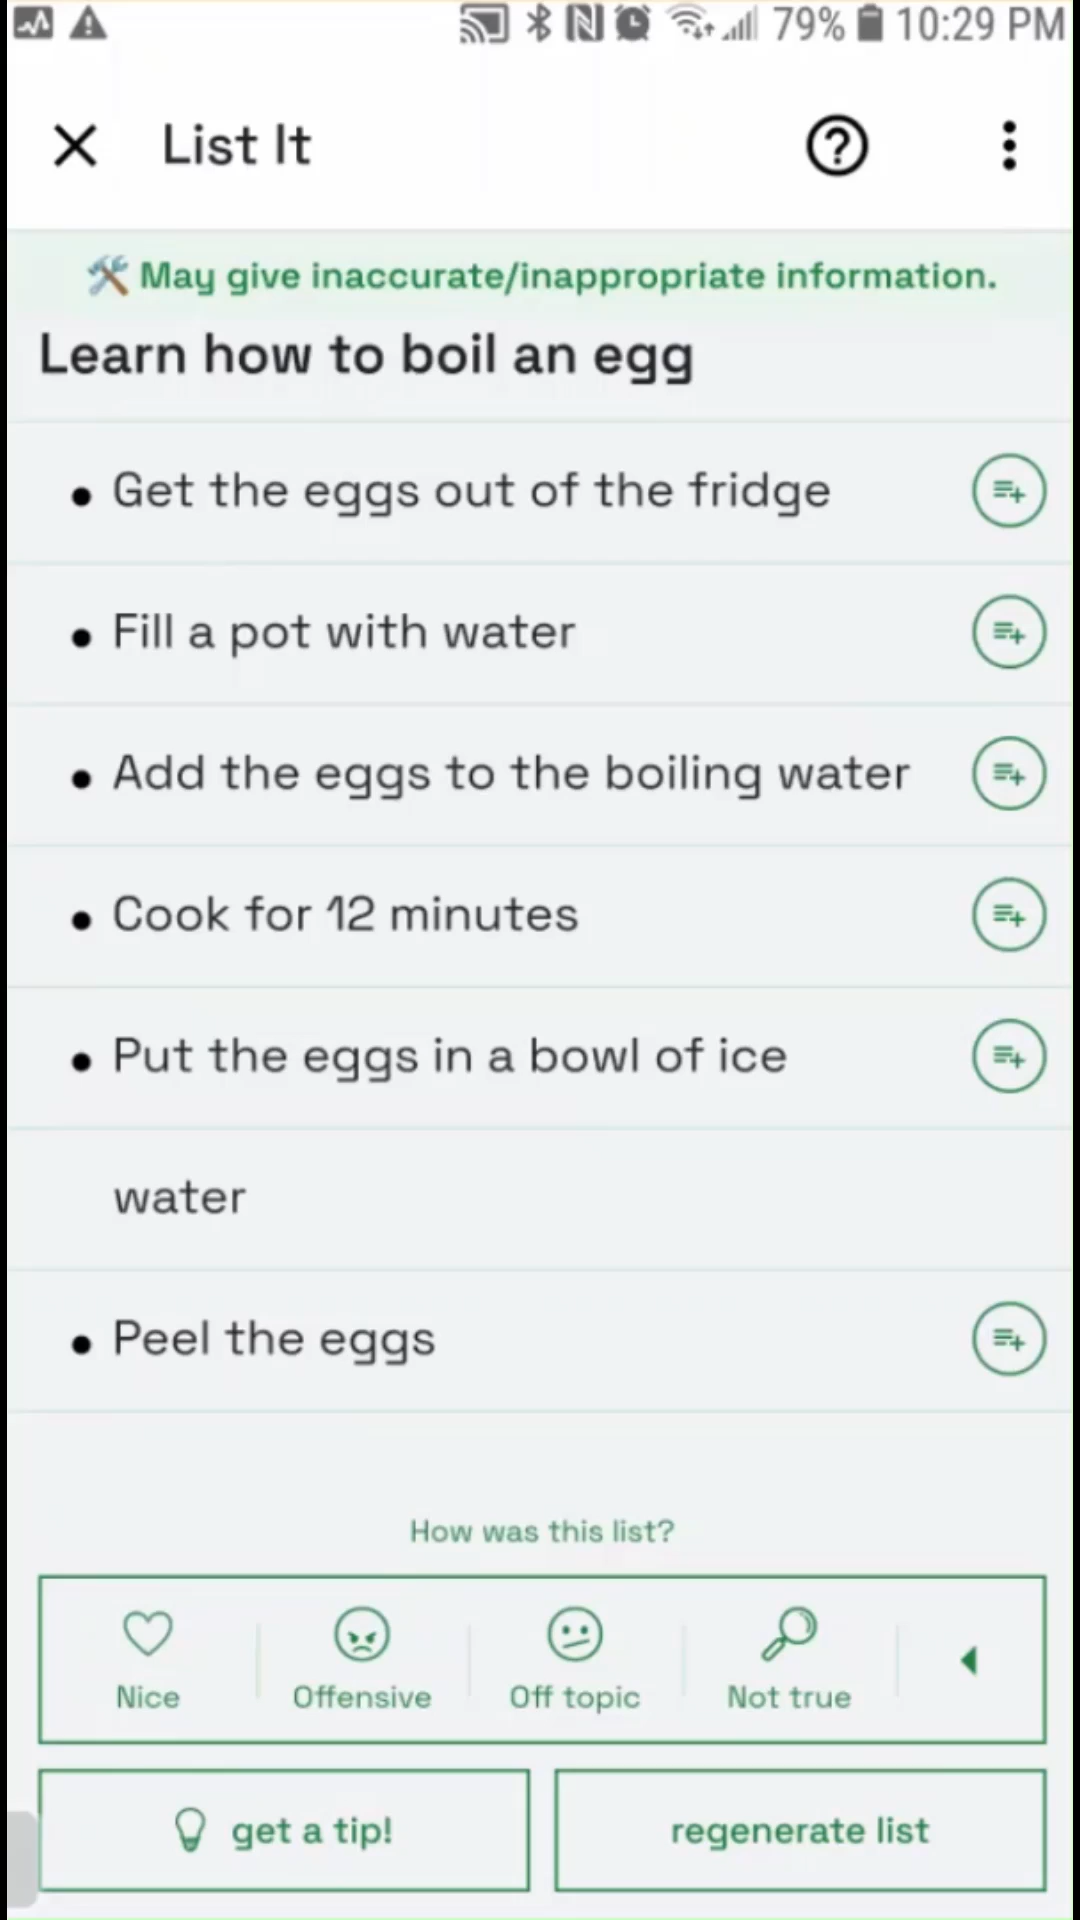 79% 10:29 PM
List It
May give inaccurate/inappropriate information.
Learn how to boil an egg
• Get the eggs out of the fridge
• Fill a pot with water
• Add the eggs to the boiling water
• Cook for 12 minutes
• Put the eggs in a bowl of ice
water
• Peel the eggs
How was this list?
Nice Offensive Off topic Not true
get a tip! regenerate list